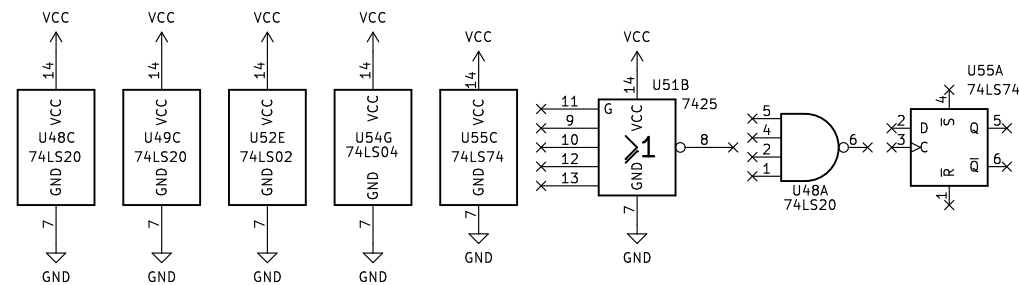 VCC
14
VCC
U48C
74LS20
GND
7
GND
VCC
14
VCC
U49C
74LS20
GND
7
GND
VCC
14
VCC
U52E
74LS02
GND
7
GND
VCC
14
VCC
U54G
74LS04
GND
7
GND
VCC
14
VCC
U55C
74LS74
GND
7
GND
VCC
14
U51B
7425
11
G
VCC
9
10
≥1
8
12
13
GND
7
GND
5
4
2
1
6
U48A
74LS20
U55A
74LS74
4
S
2
D
Q
5
3
C
Q
6
R
1